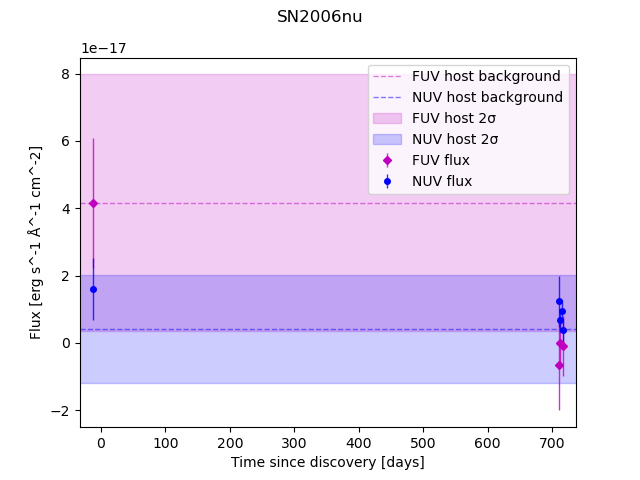 SN2006nu
1e−17
FUV host background
NUV host background
FUV host 2σ
NUV host 2σ
FUV flux
NUV flux
8
6
4
2
0
−2
Flux [erg s^-1 Å^-1 cm^-2]
0 100 200 300 400 500 600 700
Time since discovery [days]